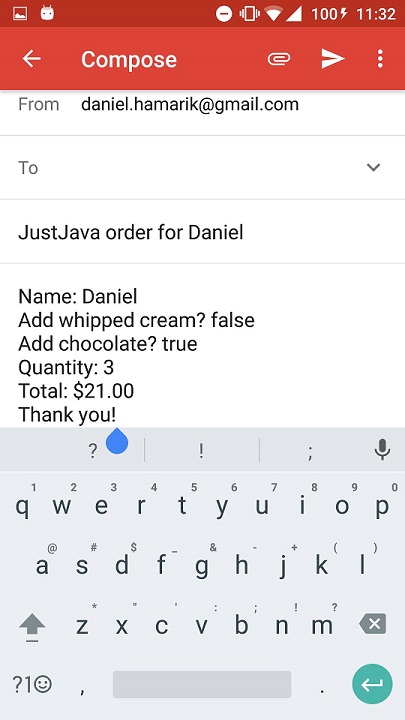 100 11:32
Compose
From daniel.hamarik@gmail.com
To
JustJava order for Daniel
Name: Daniel
Add whipped cream? false
Add chocolate? true
Quantity: 3
Total: $21.00
Thank you!
? ! ;
1 2 3 4 5 6 7 8 9 0
q w e r t y u i o p
@ # $ _ & - + ( )
a s d f g h j k l
* " ' : ; ! ?
z x c v b n m
?1☺ , .